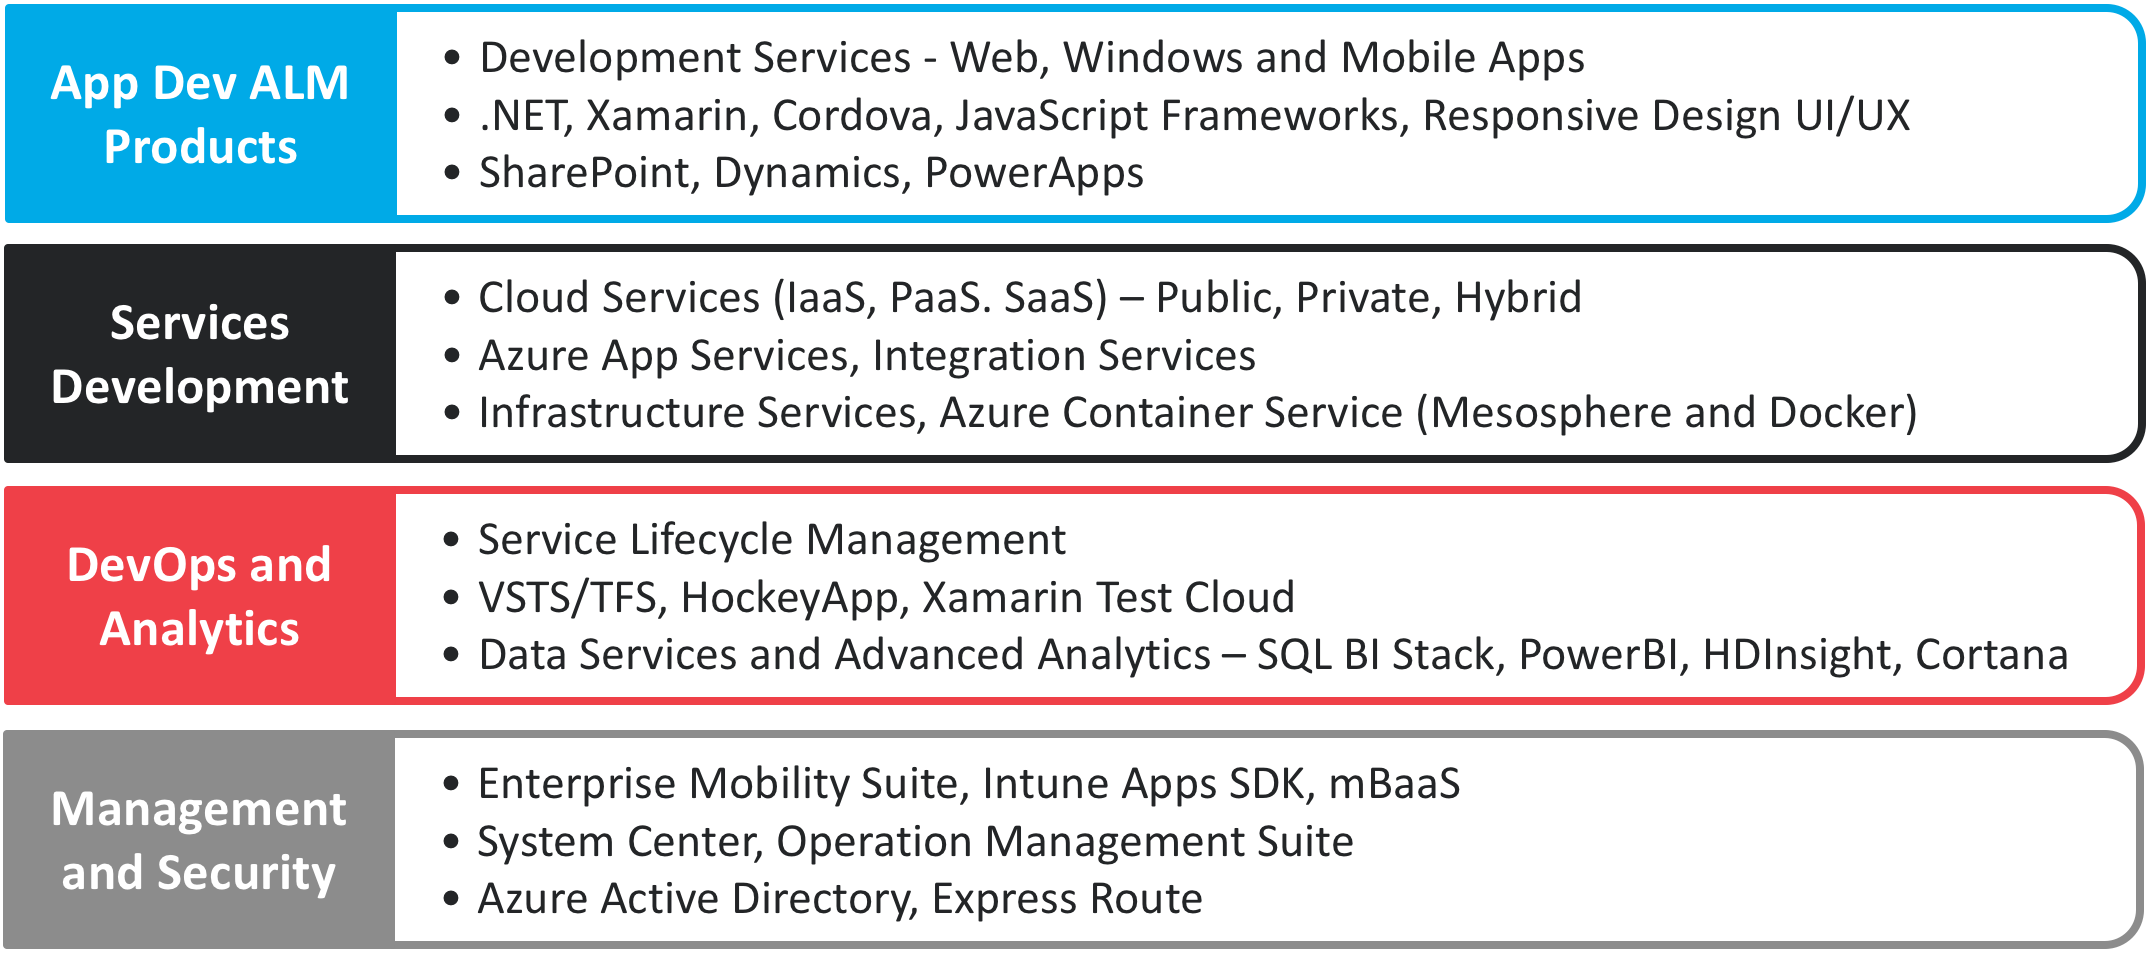 App Dev ALM
Products
• Development Services - Web, Windows and Mobile Apps
• .NET, Xamarin, Cordova, JavaScript Frameworks, Responsive Design UI/UX
• SharePoint, Dynamics, PowerApps
Services
Development
• Cloud Services (IaaS, PaaS. SaaS) – Public, Private, Hybrid
• Azure App Services, Integration Services
• Infrastructure Services, Azure Container Service (Mesosphere and Docker)
DevOps and
Analytics
• Service Lifecycle Management
• VSTS/TFS, HockeyApp, Xamarin Test Cloud
• Data Services and Advanced Analytics – SQL BI Stack, PowerBI, HDInsight, Cortana
Management
and Security
• Enterprise Mobility Suite, Intune Apps SDK, mBaaS
• System Center, Operation Management Suite
• Azure Active Directory, Express Route